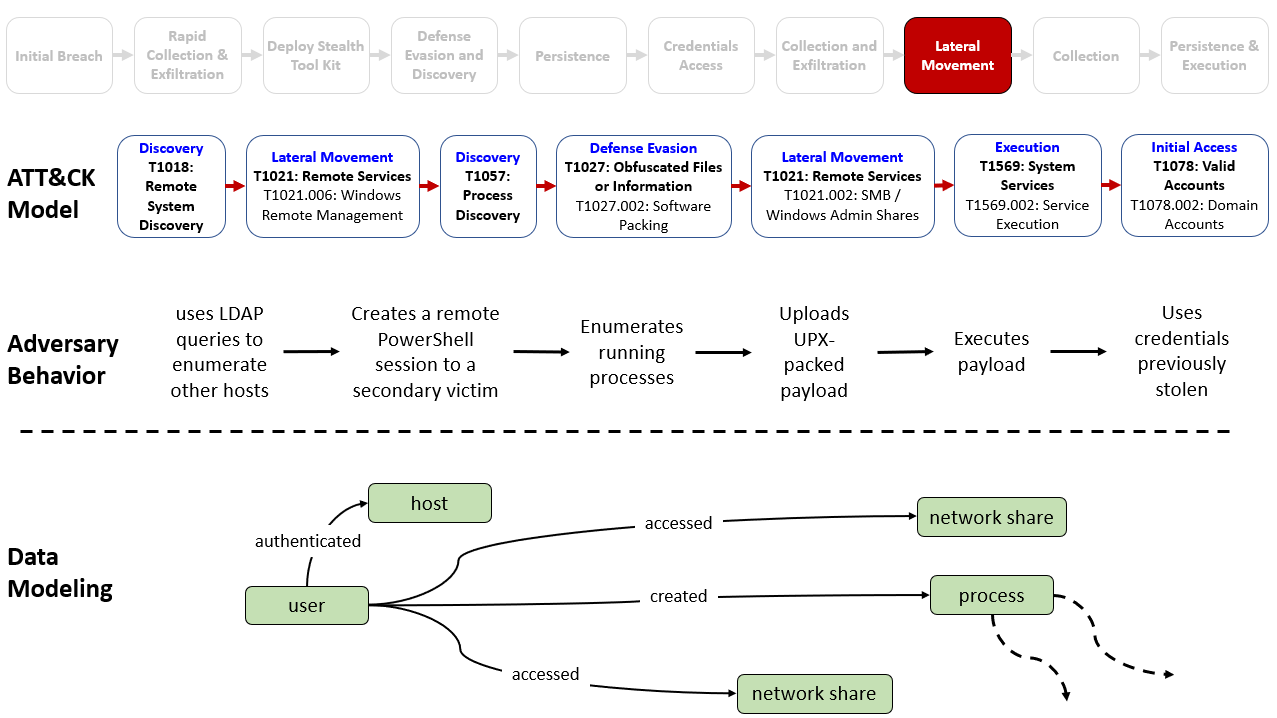 Initial Breach
Rapid
Collection &
Exfiltration
Deploy Stealth
Tool Kit
Defense
Evasion and
Discovery
Persistence
Credentials
Access
Collection and
Exfiltration
Lateral
Movement
Collection
Persistence &
Execution
ATT&CK
Model
Discovery
T1018:
Remote
System
Discovery
Lateral Movement
T1021: Remote Services
T1021.006: Windows
Remote Management
Discovery
T1057:
Process
Discovery
Defense Evasion
T1027: Obfuscated Files
or Information
T1027.002: Software
Packing
Lateral Movement
T1021: Remote Services
T1021.002: SMB /
Windows Admin Shares
Execution
T1569: System
Services
T1569.002: Service
Execution
Initial Access
T1078: Valid
Accounts
T1078.002: Domain
Accounts
Adversary
Behavior
uses LDAP
queries to
enumerate
other hosts
Creates a remote
PowerShell
session to a
secondary victim
Enumerates
running
processes
Uploads
UPX-
packed
payload
Executes
payload
Uses
credentials
previously
stolen
Data
Modeling
host
authenticated
user
accessed
network share
created
process
accessed
network share